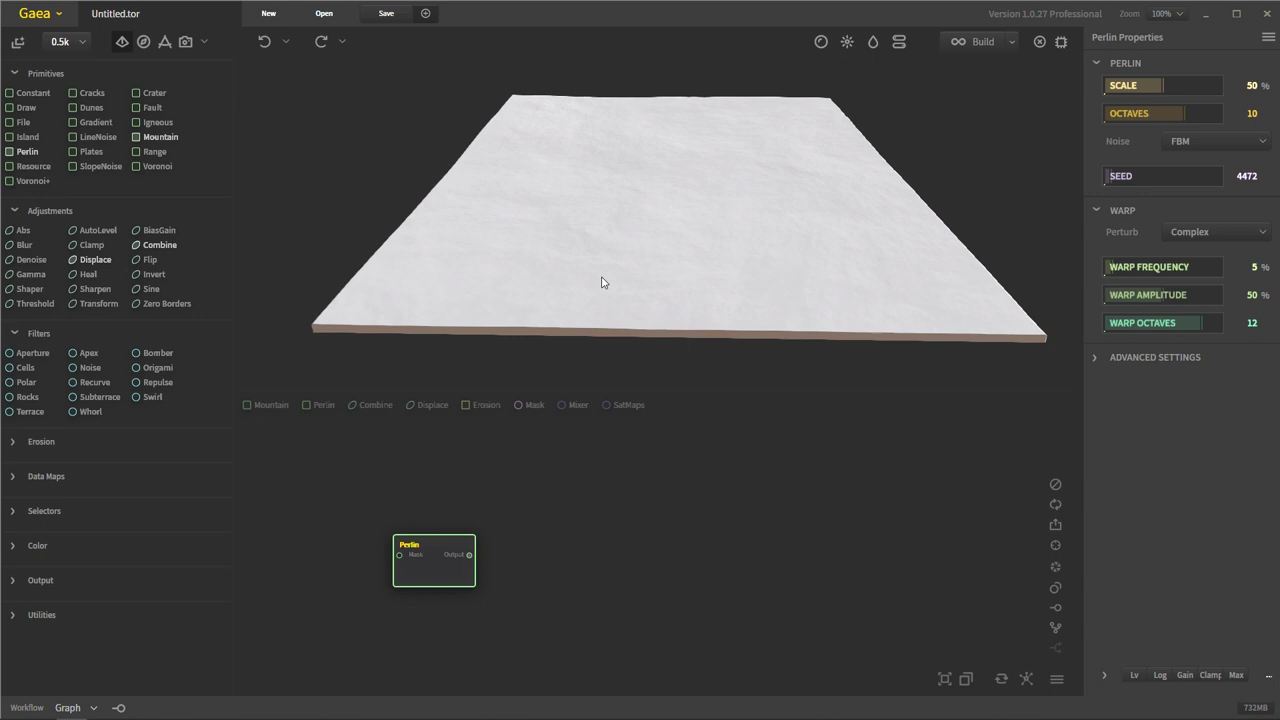 Gaea
Untitled.tor
New
Open
Save
Version 1.0.27 Professional
Zoom
100%
0.5k
Build
Primitives
Constant Cracks Crater
Draw Dunes Fault
File Gradient Igneous
Island LineNoise Mountain
Perlin Plates Range
Resource SlopeNoise Voronoi
Voronoi+
Adjustments
Abs AutoLevel BiasGain
Blur Clamp Combine
Denoise Displace Flip
Gamma Heal Invert
Shaper Sharpen Sine
Threshold Transform Zero Borders
Filters
Aperture Apex Bomber
Cells Noise Origami
Polar Recurve Repulse
Rocks Subterrace Swirl
Terrace Whorl
Erosion
Data Maps
Selectors
Color
Output
Utilities
Mountain Perlin Combine Displace Erosion Mask Mixer SatMaps
Perlin
Mask Output
Perlin Properties
PERLIN
SCALE 50 %
OCTAVES 10
Noise FBM
SEED 4472
WARP
Perturb Complex
WARP FREQUENCY 5 %
WARP AMPLITUDE 50 %
WARP OCTAVES 12
ADVANCED SETTINGS
Lv Log Gain Clamp Max ...
Workflow Graph
732MB